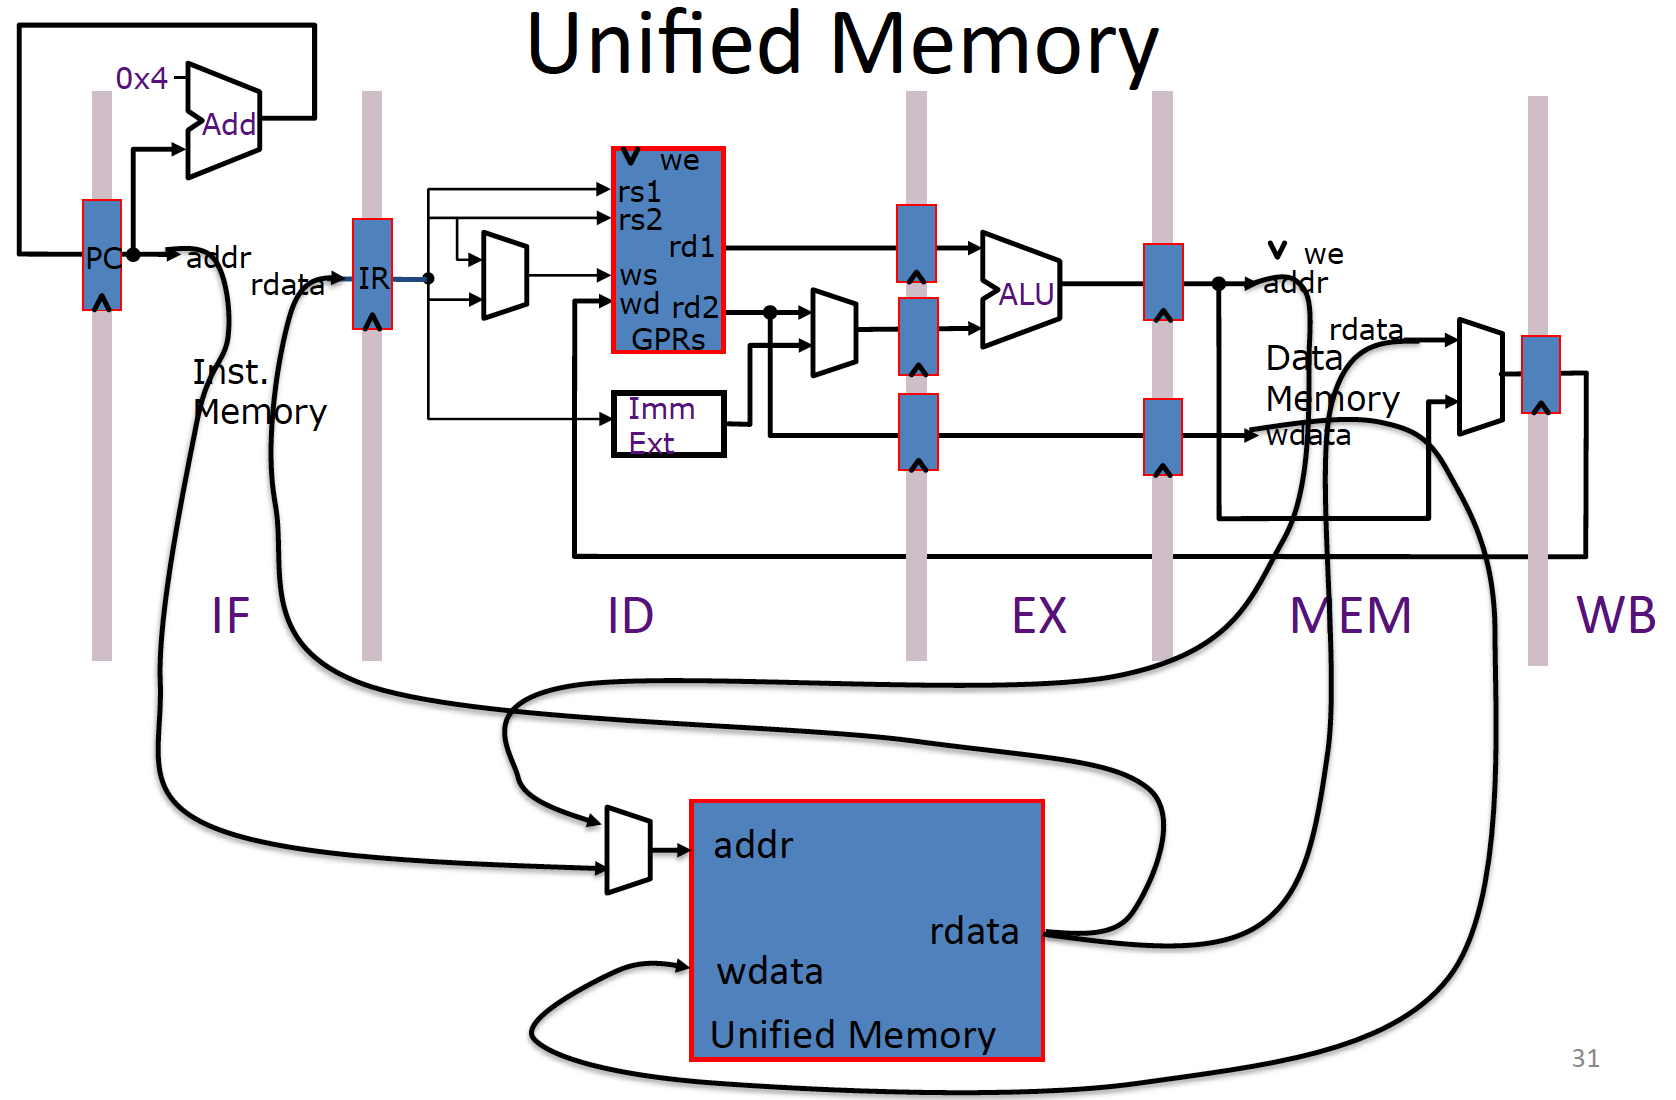 Unified Memory
0x4
Add
PC
addr
rdata
Inst.
Memory
IR
we
rs1
rs2
rd1
ws
wd
rd2
GPRs
Imm
Ext
ALU
we
addr
rdata
Data
Memory
wdata
IF
ID
EX
MEM
WB
addr
rdata
wdata
Unified Memory
31